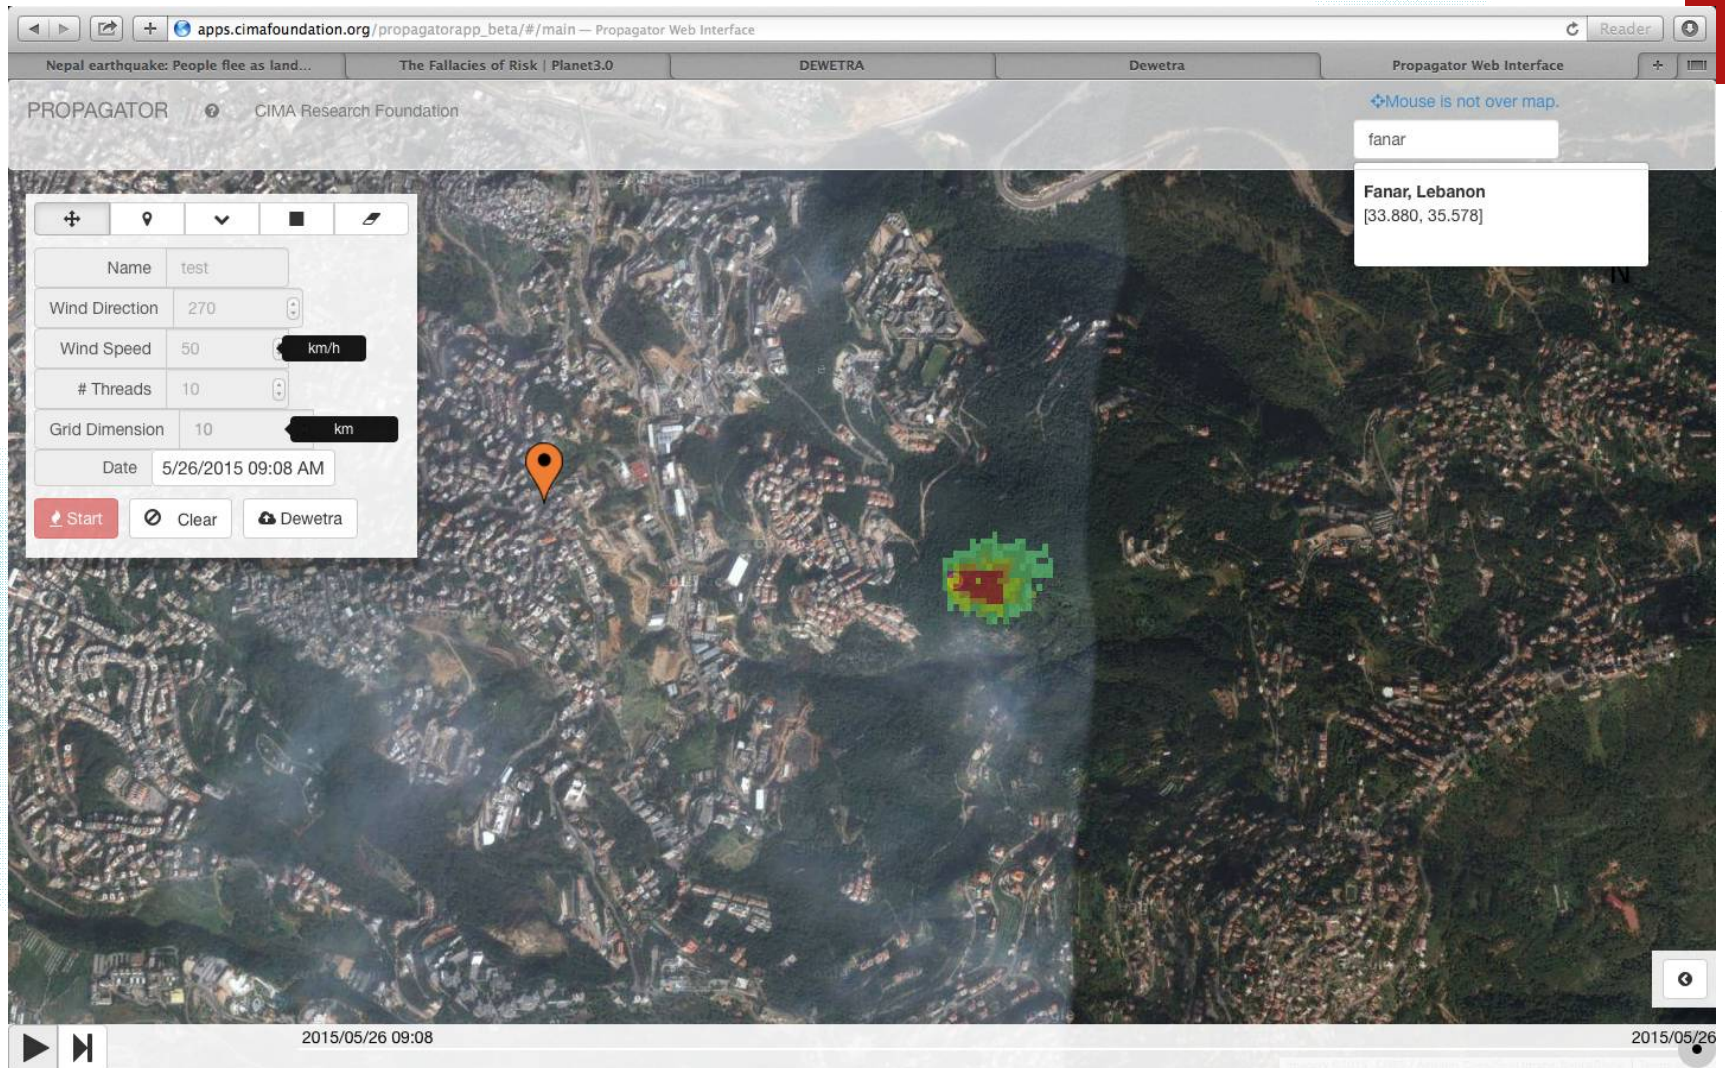 apps.cimafoundation.org/propagatorapp_beta/#/main — Propagator Web Interface
Reader
Nepal earthquake: People flee as land...
The Fallacies of Risk | Planet3.0
DEWETRA
Dewetra
Propagator Web Interface
PROPAGATOR
CIMA Research Foundation
Mouse is not over map.
fanar
Fanar, Lebanon
[33.880, 35.578]
N
Name test
Wind Direction 270
Wind Speed 50 km/h
# Threads 10
Grid Dimension 10 km
Date 5/26/2015 09:08 AM
Start Clear Dewetra
2015/05/26 09:08
2015/05/26